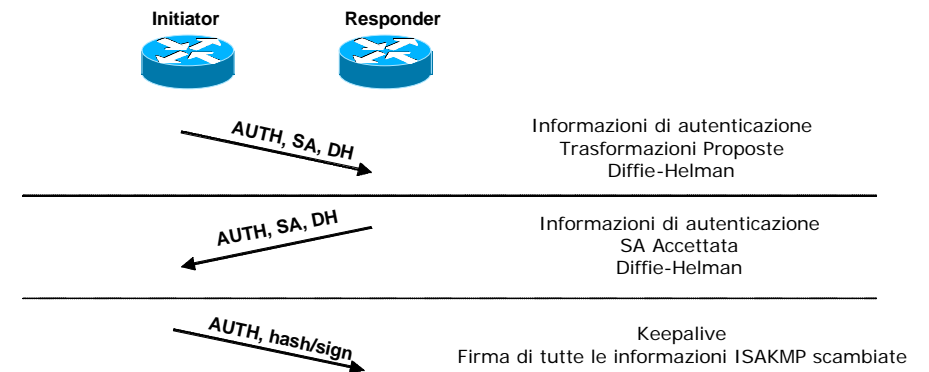 Initiator
Responder
AUTH, SA, DH
Informazioni di autenticazione
Trasformazioni Proposte
Diffie-Helman
AUTH, SA, DH
Informazioni di autenticazione
SA Accettata
Diffie-Helman
AUTH, hash/sign
Keepalive
Firma di tutte le informazioni ISAKMP scambiate